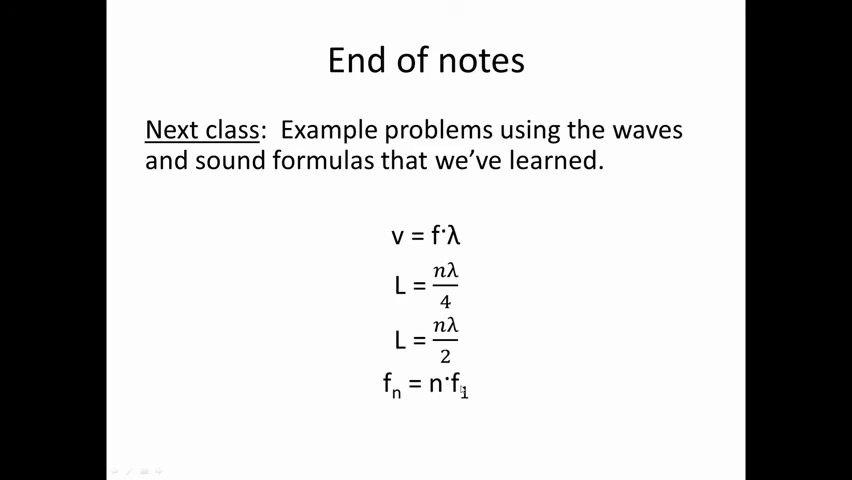 End of notes
Next class:  Example problems using the waves
and sound formulas that we’ve learned.
v = f·λ
L = nλ/4
L = nλ/2
fₙ = n·f₁